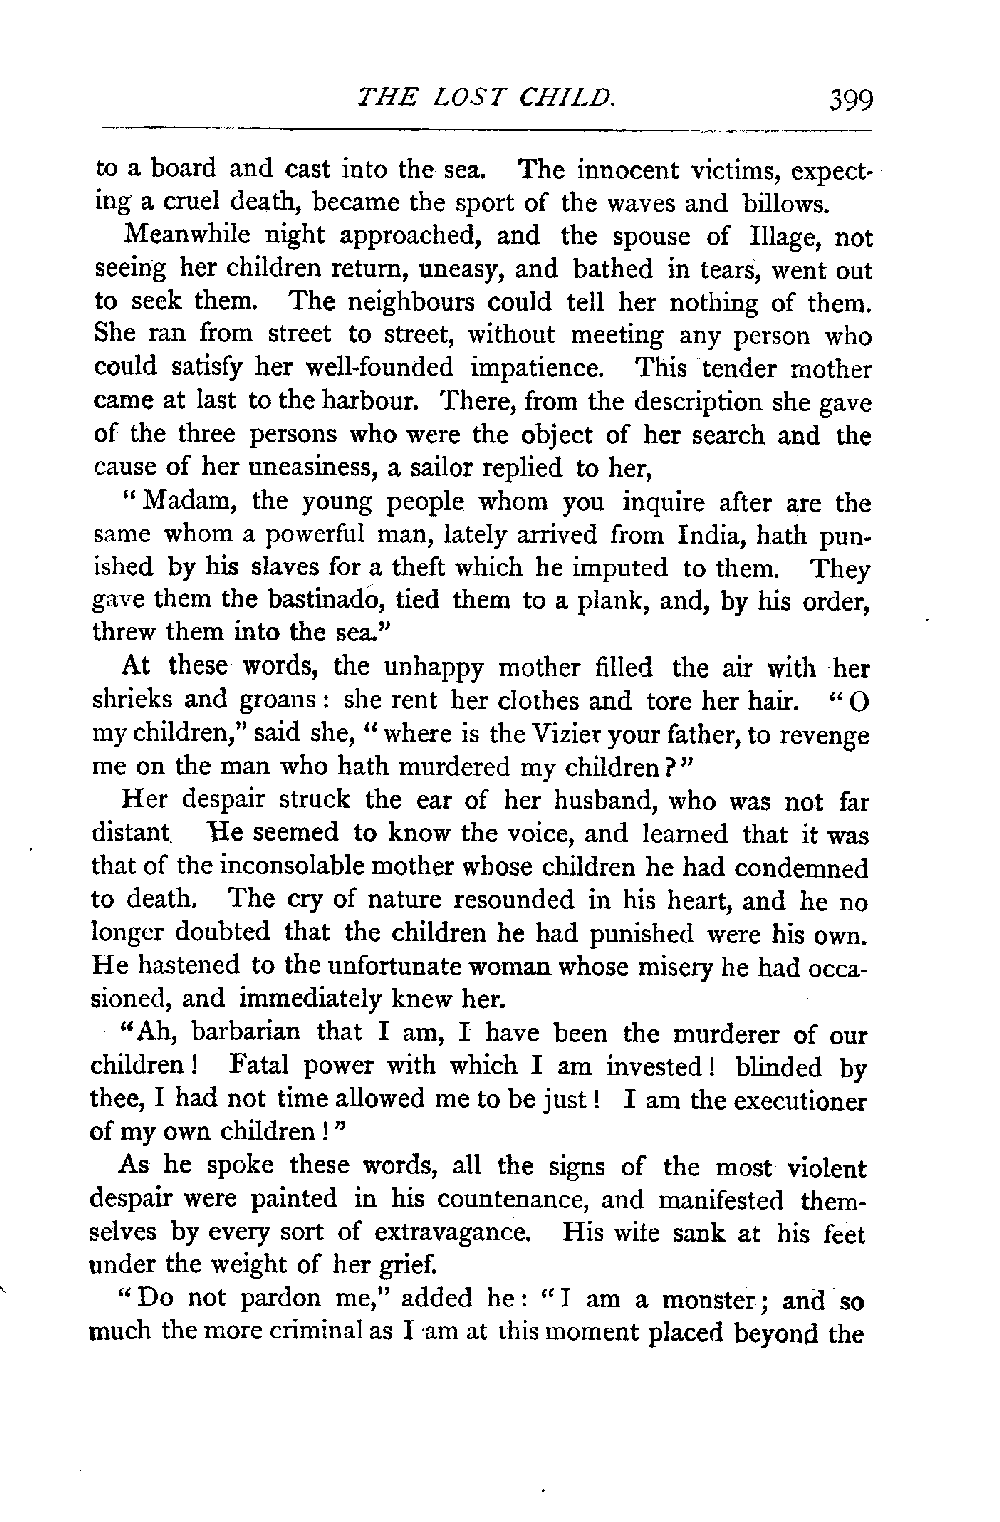 THE LOST CHILD. 399
to a board and cast into the sea. The innocent victims, expect-
ing a cruel death, became the sport of the waves and billows.
Meanwhile night approached, and the spouse of Illage, not
seeing her children return, uneasy, and bathed in tears, went out
to seek them. The neighbours could tell her nothing of them.
She ran from street to street, without meeting any person who
could satisfy her well-founded impatience. This tender mother
came at last to the harbour. There, from the description she gave
of the three persons who were the object of her search and the
cause of her uneasiness, a sailor replied to her,
"Madam, the young people whom you inquire after are the
same whom a powerful man, lately arrived from India, hath pun-
ished by his slaves for a theft which he imputed to them. They
gave them the bastinado, tied them to a plank, and, by his order,
threw them into the sea."
At these words, the unhappy mother filled the air with her
shrieks and groans: she rent her clothes and tore her hair. "O
my children," said she, "where is the Vizier your father, to revenge
me on the man who hath murdered my children?"
Her despair struck the ear of her husband, who was not far
distant. He seemed to know the voice, and learned that it was
that of the inconsolable mother whose children he had condemned
to death. The cry of nature resounded in his heart, and he no
longer doubted that the children he had punished were his own.
He hastened to the unfortunate woman whose misery he had occa-
sioned, and immediately knew her.
"Ah, barbarian that I am, I have been the murderer of our
children! Fatal power with which I am invested! blinded by
thee, I had not time allowed me to be just! I am the executioner
of my own children!"
As he spoke these words, all the signs of the most violent
despair were painted in his countenance, and manifested them-
selves by every sort of extravagance. His wife sank at his feet
under the weight of her grief.
"Do not pardon me," added he: "I am a monster; and so
much the more criminal as I am at this moment placed beyond the